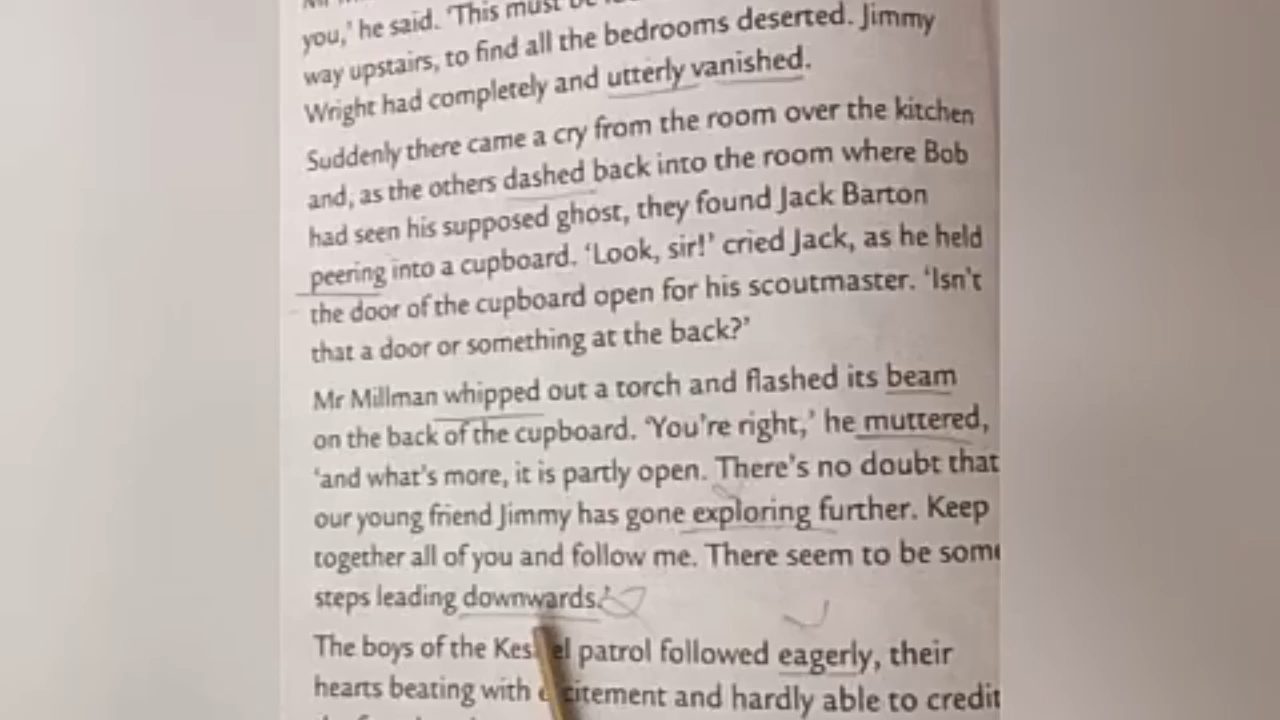 you,' he said. 'This must be
way upstairs, to find all the bedrooms deserted. Jimmy
Wright had completely and utterly vanished.
Suddenly there came a cry from the room over the kitchen
and, as the others dashed back into the room where Bob
had seen his supposed ghost, they found Jack Barton
peering into a cupboard. 'Look, sir!' cried Jack, as he held
the door of the cupboard open for his scoutmaster. 'Isn't
that a door or something at the back?'
Mr Millman whipped out a torch and flashed its beam
on the back of the cupboard. 'You're right,' he muttered,
'and what's more, it is partly open. There's no doubt that
our young friend Jimmy has gone exploring further. Keep
together all of you and follow me. There seem to be some
steps leading downwards.'
The boys of the patrol followed eagerly, their
hearts beating with excitement and hardly able to credit